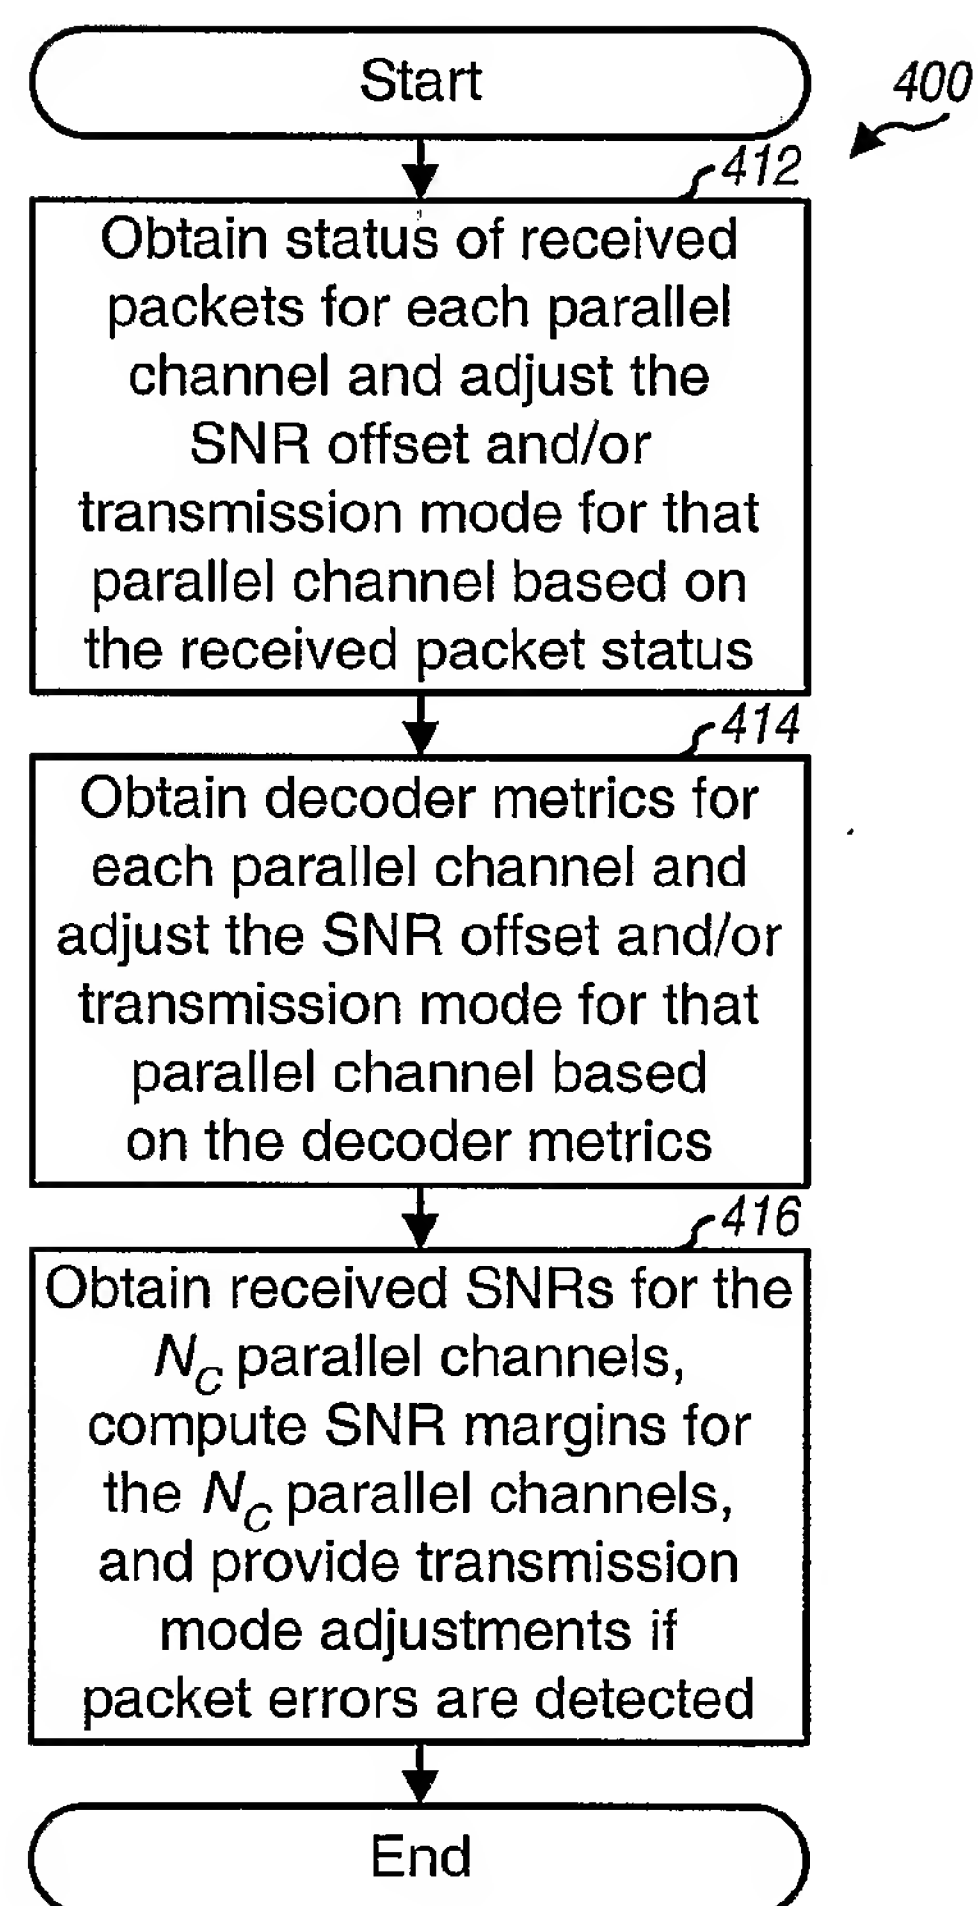 Start
400
412
Obtain status of received
packets for each parallel
channel and adjust the
SNR offset and/or
transmission mode for that
parallel channel based on
the received packet status
414
Obtain decoder metrics for
each parallel channel and
adjust the SNR offset and/or
transmission mode for that
parallel channel based
on the decoder metrics
416
Obtain received SNRs for the
N_C parallel channels,
compute SNR margins for
the N_C parallel channels,
and provide transmission
mode adjustments if
packet errors are detected
End